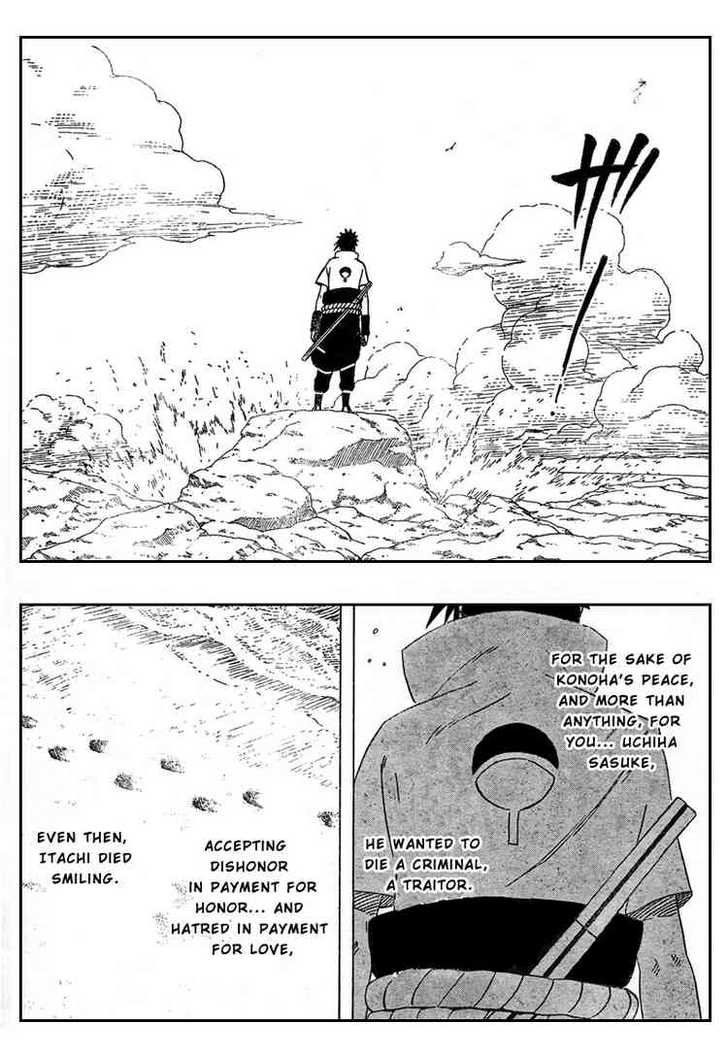 FOR THE SAKE OF
KONOHA'S PEACE,
AND MORE THAN
ANYTHING, FOR
YOU... UCHIHA
SASUKE,
HE WANTED TO
DIE A CRIMINAL,
A TRAITOR.
ACCEPTING
DISHONOR
IN PAYMENT FOR
HONOR... AND
HATRED IN PAYMENT
FOR LOVE,
EVEN THEN,
ITACHI DIED
SMILING.